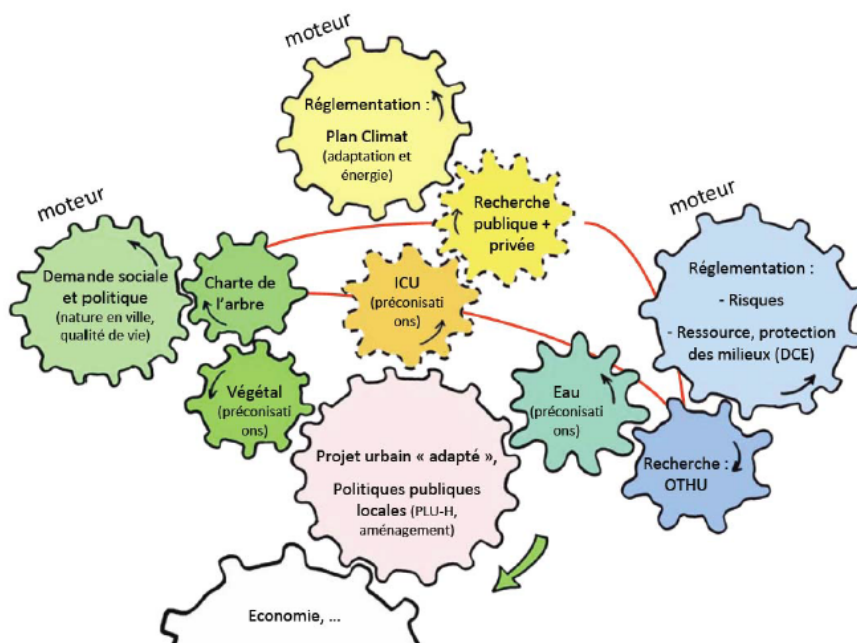 moteur
Réglementation :
Plan Climat
(adaptation et
énergie)
Recherche
publique +
privée
moteur
Demande sociale
et politique
(nature en ville,
qualité de vie)
Charte de
l'arbre
ICU
(préconisati
ons)
moteur
Réglementation :
- Risques
- Ressource, protection
des milieux (DCE)
Végétal
(préconisati
ons)
Eau
(préconisati
ons)
Recherche :
OTHU
Projet urbain « adapté »,
Politiques publiques
locales (PLU-H,
aménagement)
Economie, ...